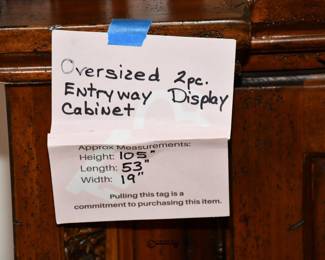 Oversized 2pc.
Entryway Display
Cabinet
Approx Measurements:
Height: 105"
Length: 53"
Width: 19"
Pulling this tag is a
commitment to purchasing this item.